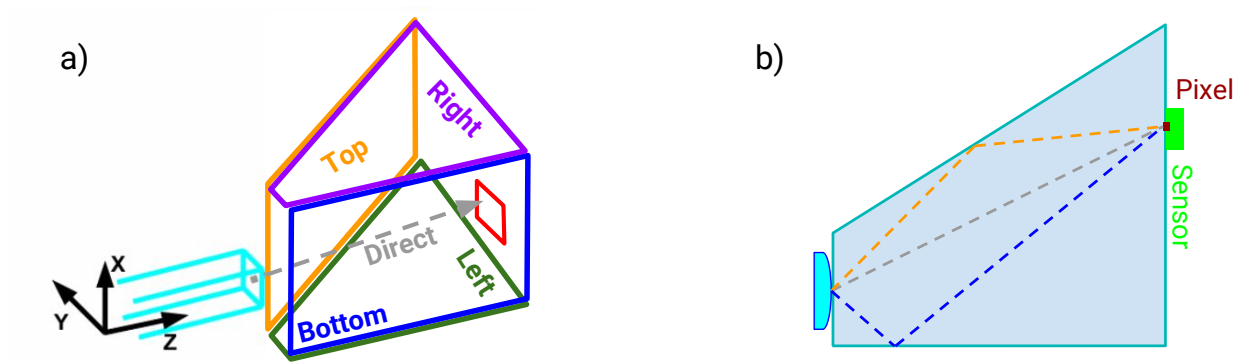 a)
Top
Right
Direct
Left
Bottom
X
Y
Z
b)
Pixel
Sensor